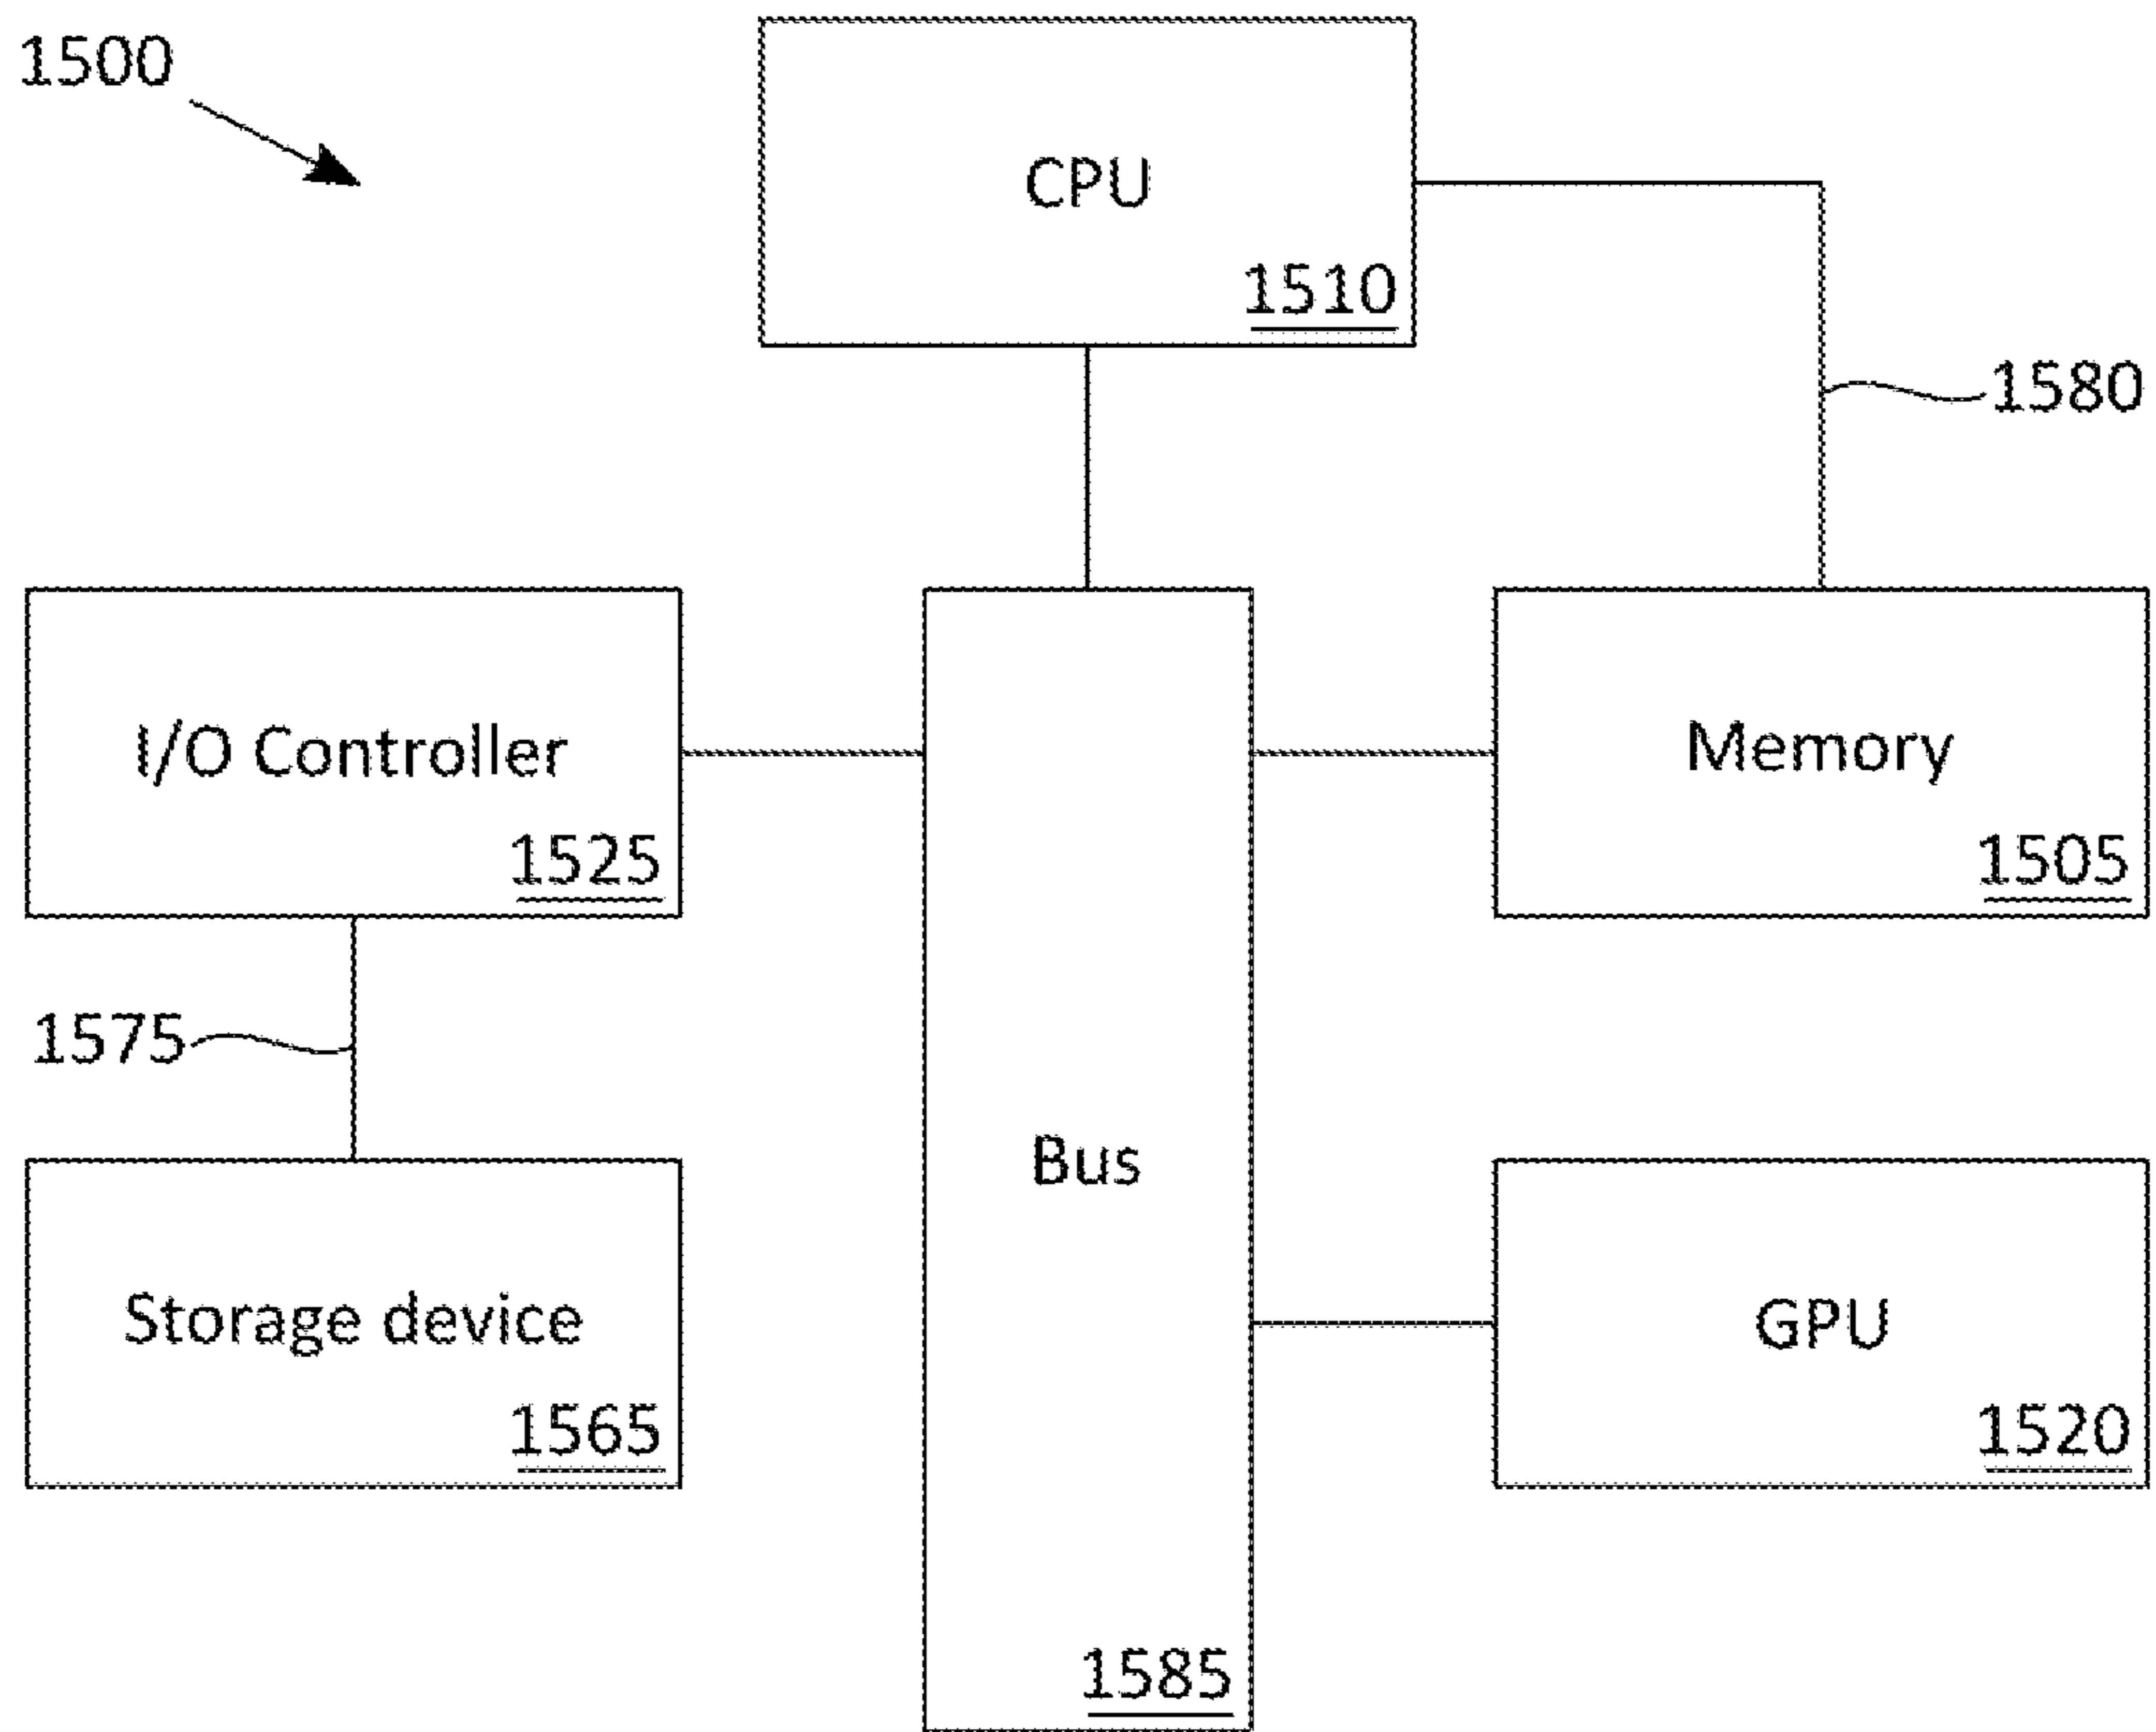 1500
CPU
1510
1580
I/O Controller
1525
Memory
1505
1575
Bus
Storage device
1565
GPU
1520
1585